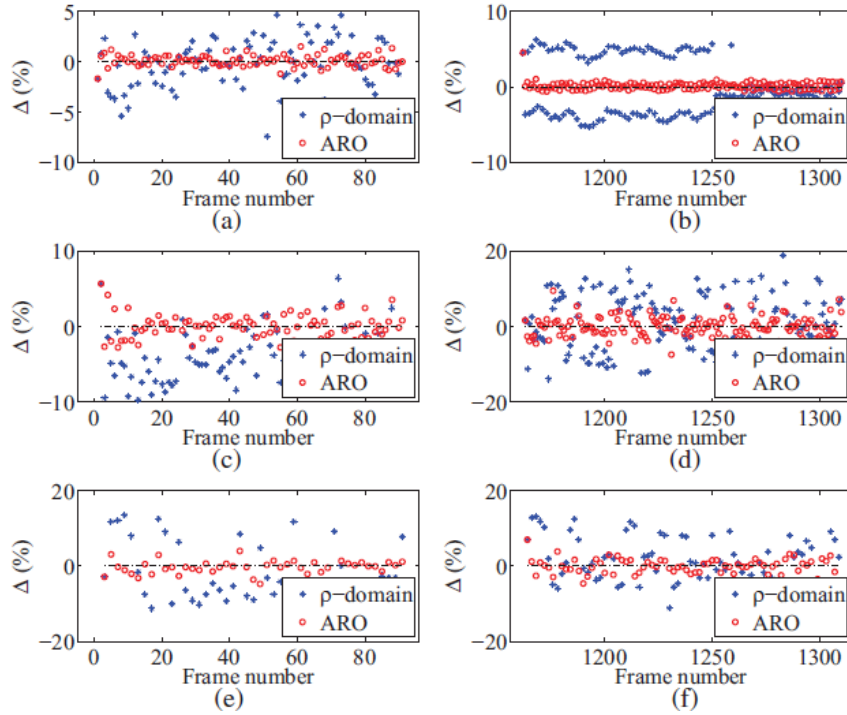 5
0
−5
−10
Δ (%)
0 20 40 60 80
Frame number
ρ−domain
ARO
(a)
10
0
−10
Δ (%)
1200 1250 1300
Frame number
ρ−domain
ARO
(b)
10
0
−10
Δ (%)
0 20 40 60 80
Frame number
ρ−domain
ARO
(c)
20
0
−20
Δ (%)
1200 1250 1300
Frame number
ρ−domain
ARO
(d)
20
0
−20
Δ (%)
0 20 40 60 80
Frame number
ρ−domain
ARO
(e)
20
0
−20
Δ (%)
1200 1250 1300
Frame number
ρ−domain
ARO
(f)